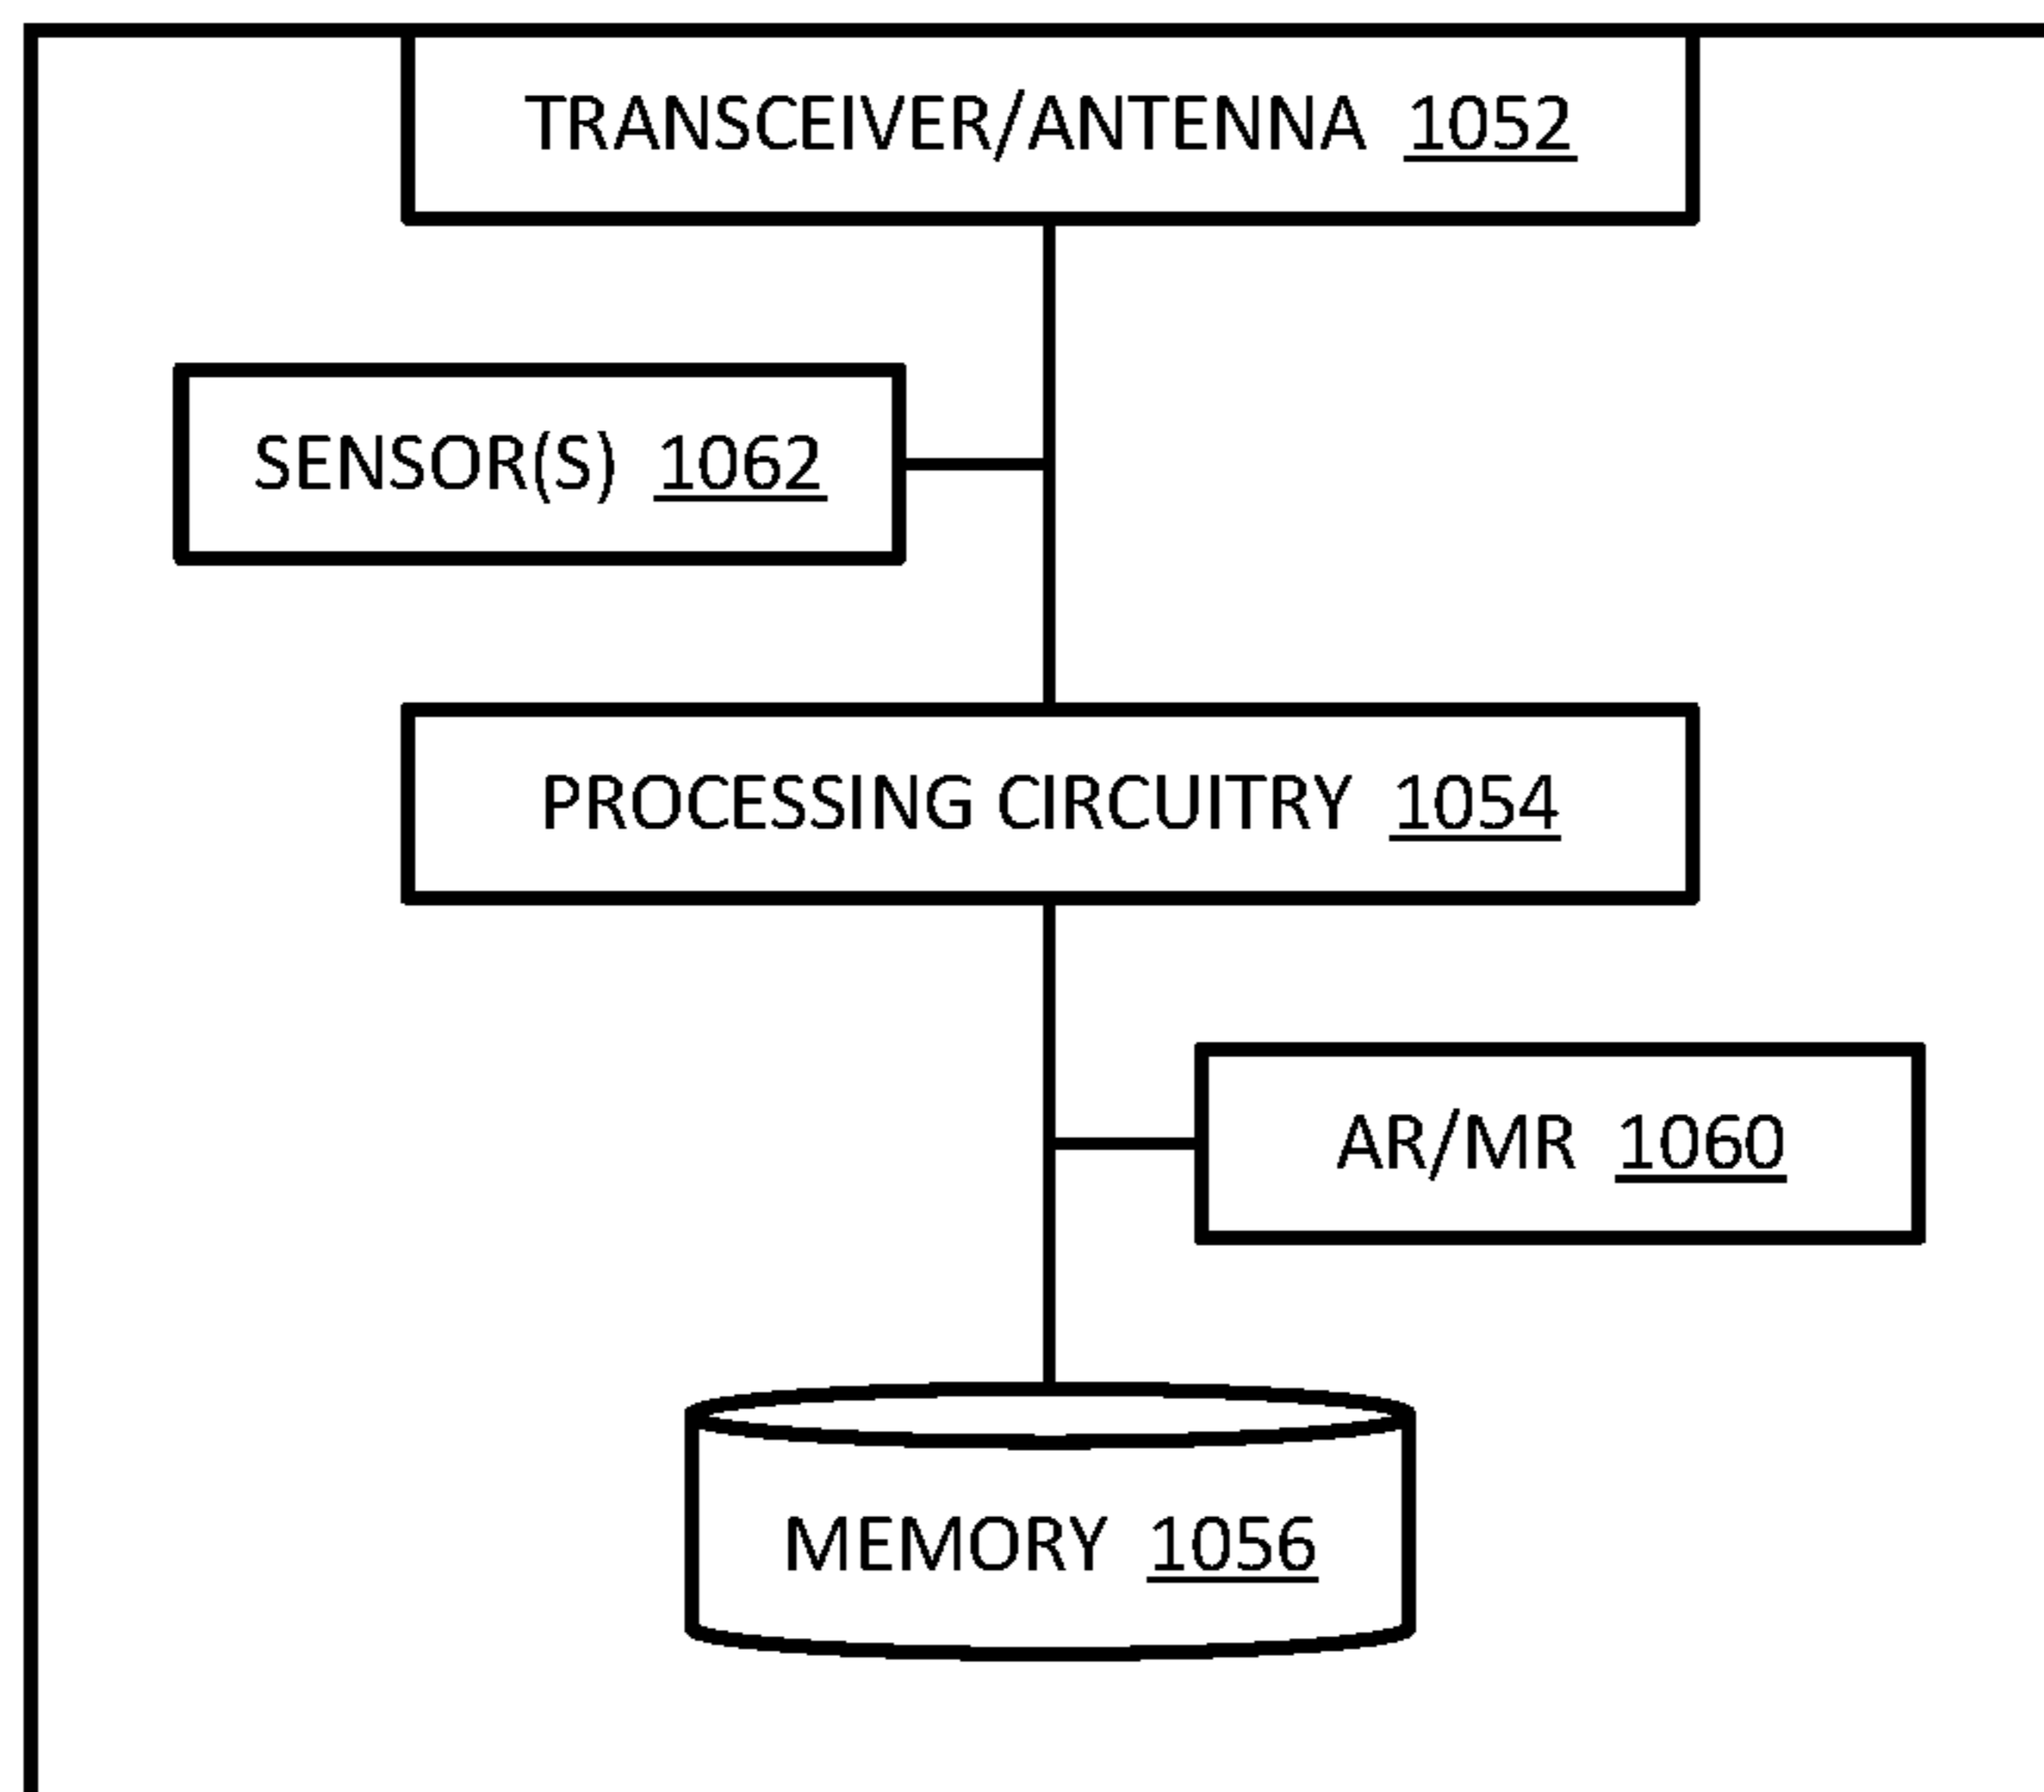 TRANSCEIVER/ANTENNA 1052
SENSOR(S) 1062
PROCESSING CIRCUITRY 1054
AR/MR 1060
MEMORY 1056